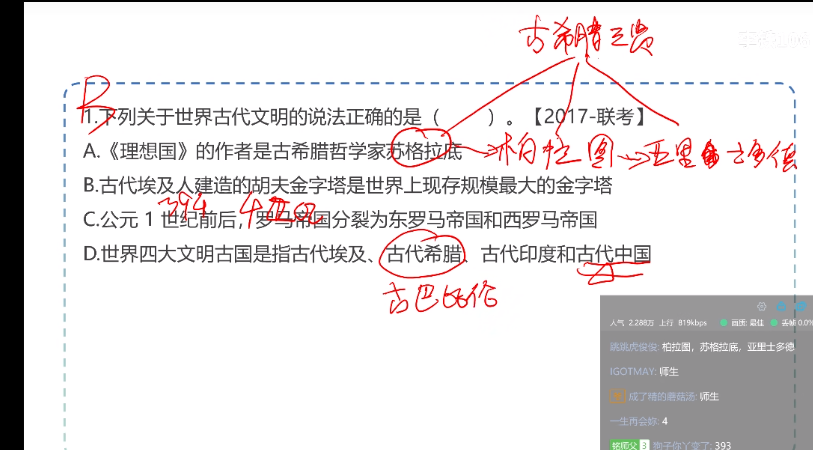 古希腊三贤
B
1.下列关于世界古代文明的说法正确的是（ ）。【2017-联考】
A.《理想国》的作者是古希腊哲学家苏格拉底→柏拉图→亚里士多德
B.古代埃及人建造的胡夫金字塔是世界上现存规模最大的金字塔
394
C.公元 1 世纪前后，罗马帝国分裂为东罗马帝国和西罗马帝国
D.世界四大文明古国是指古代埃及、古代希腊、古代印度和古代中国
古巴比伦
人气 2.288万 上行 819kbps 画质: 最佳 丢帧 0.0%
跳跳虎俊俊: 柏拉图，苏格拉底，亚里士多德
IGOTMAY: 师生
成了精的蘑菇汤: 师生
一生再会妳: 4
3 狍子你丫变了: 393